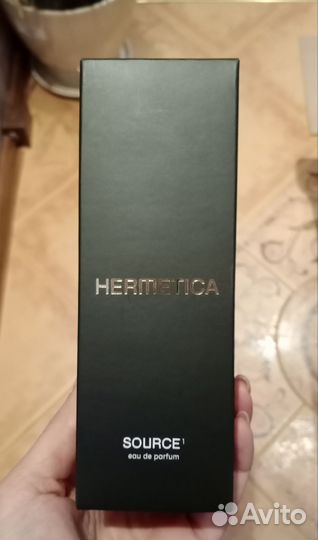 HERMETICA
SOURCE¹
eau de parfum
Avito